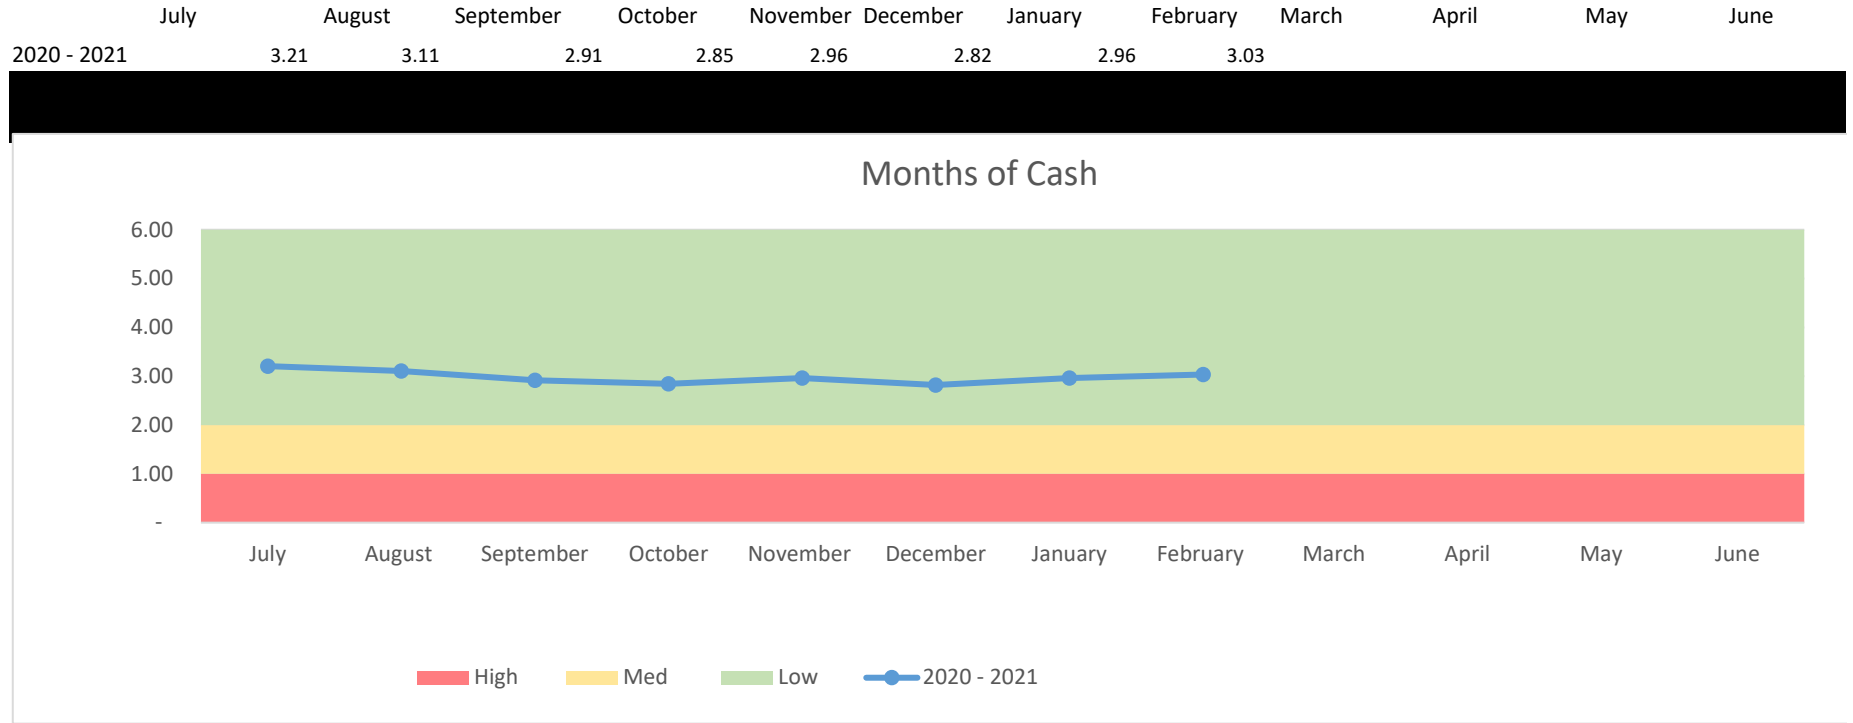 July August September October November December January February March April May June
2020 - 2021 3.21 3.11 2.91 2.85 2.96 2.82 2.96 3.03
Months of Cash
6.00
5.00
4.00
3.00
2.00
1.00
-
July August September October November December January February March April May June
High Med Low 2020 - 2021